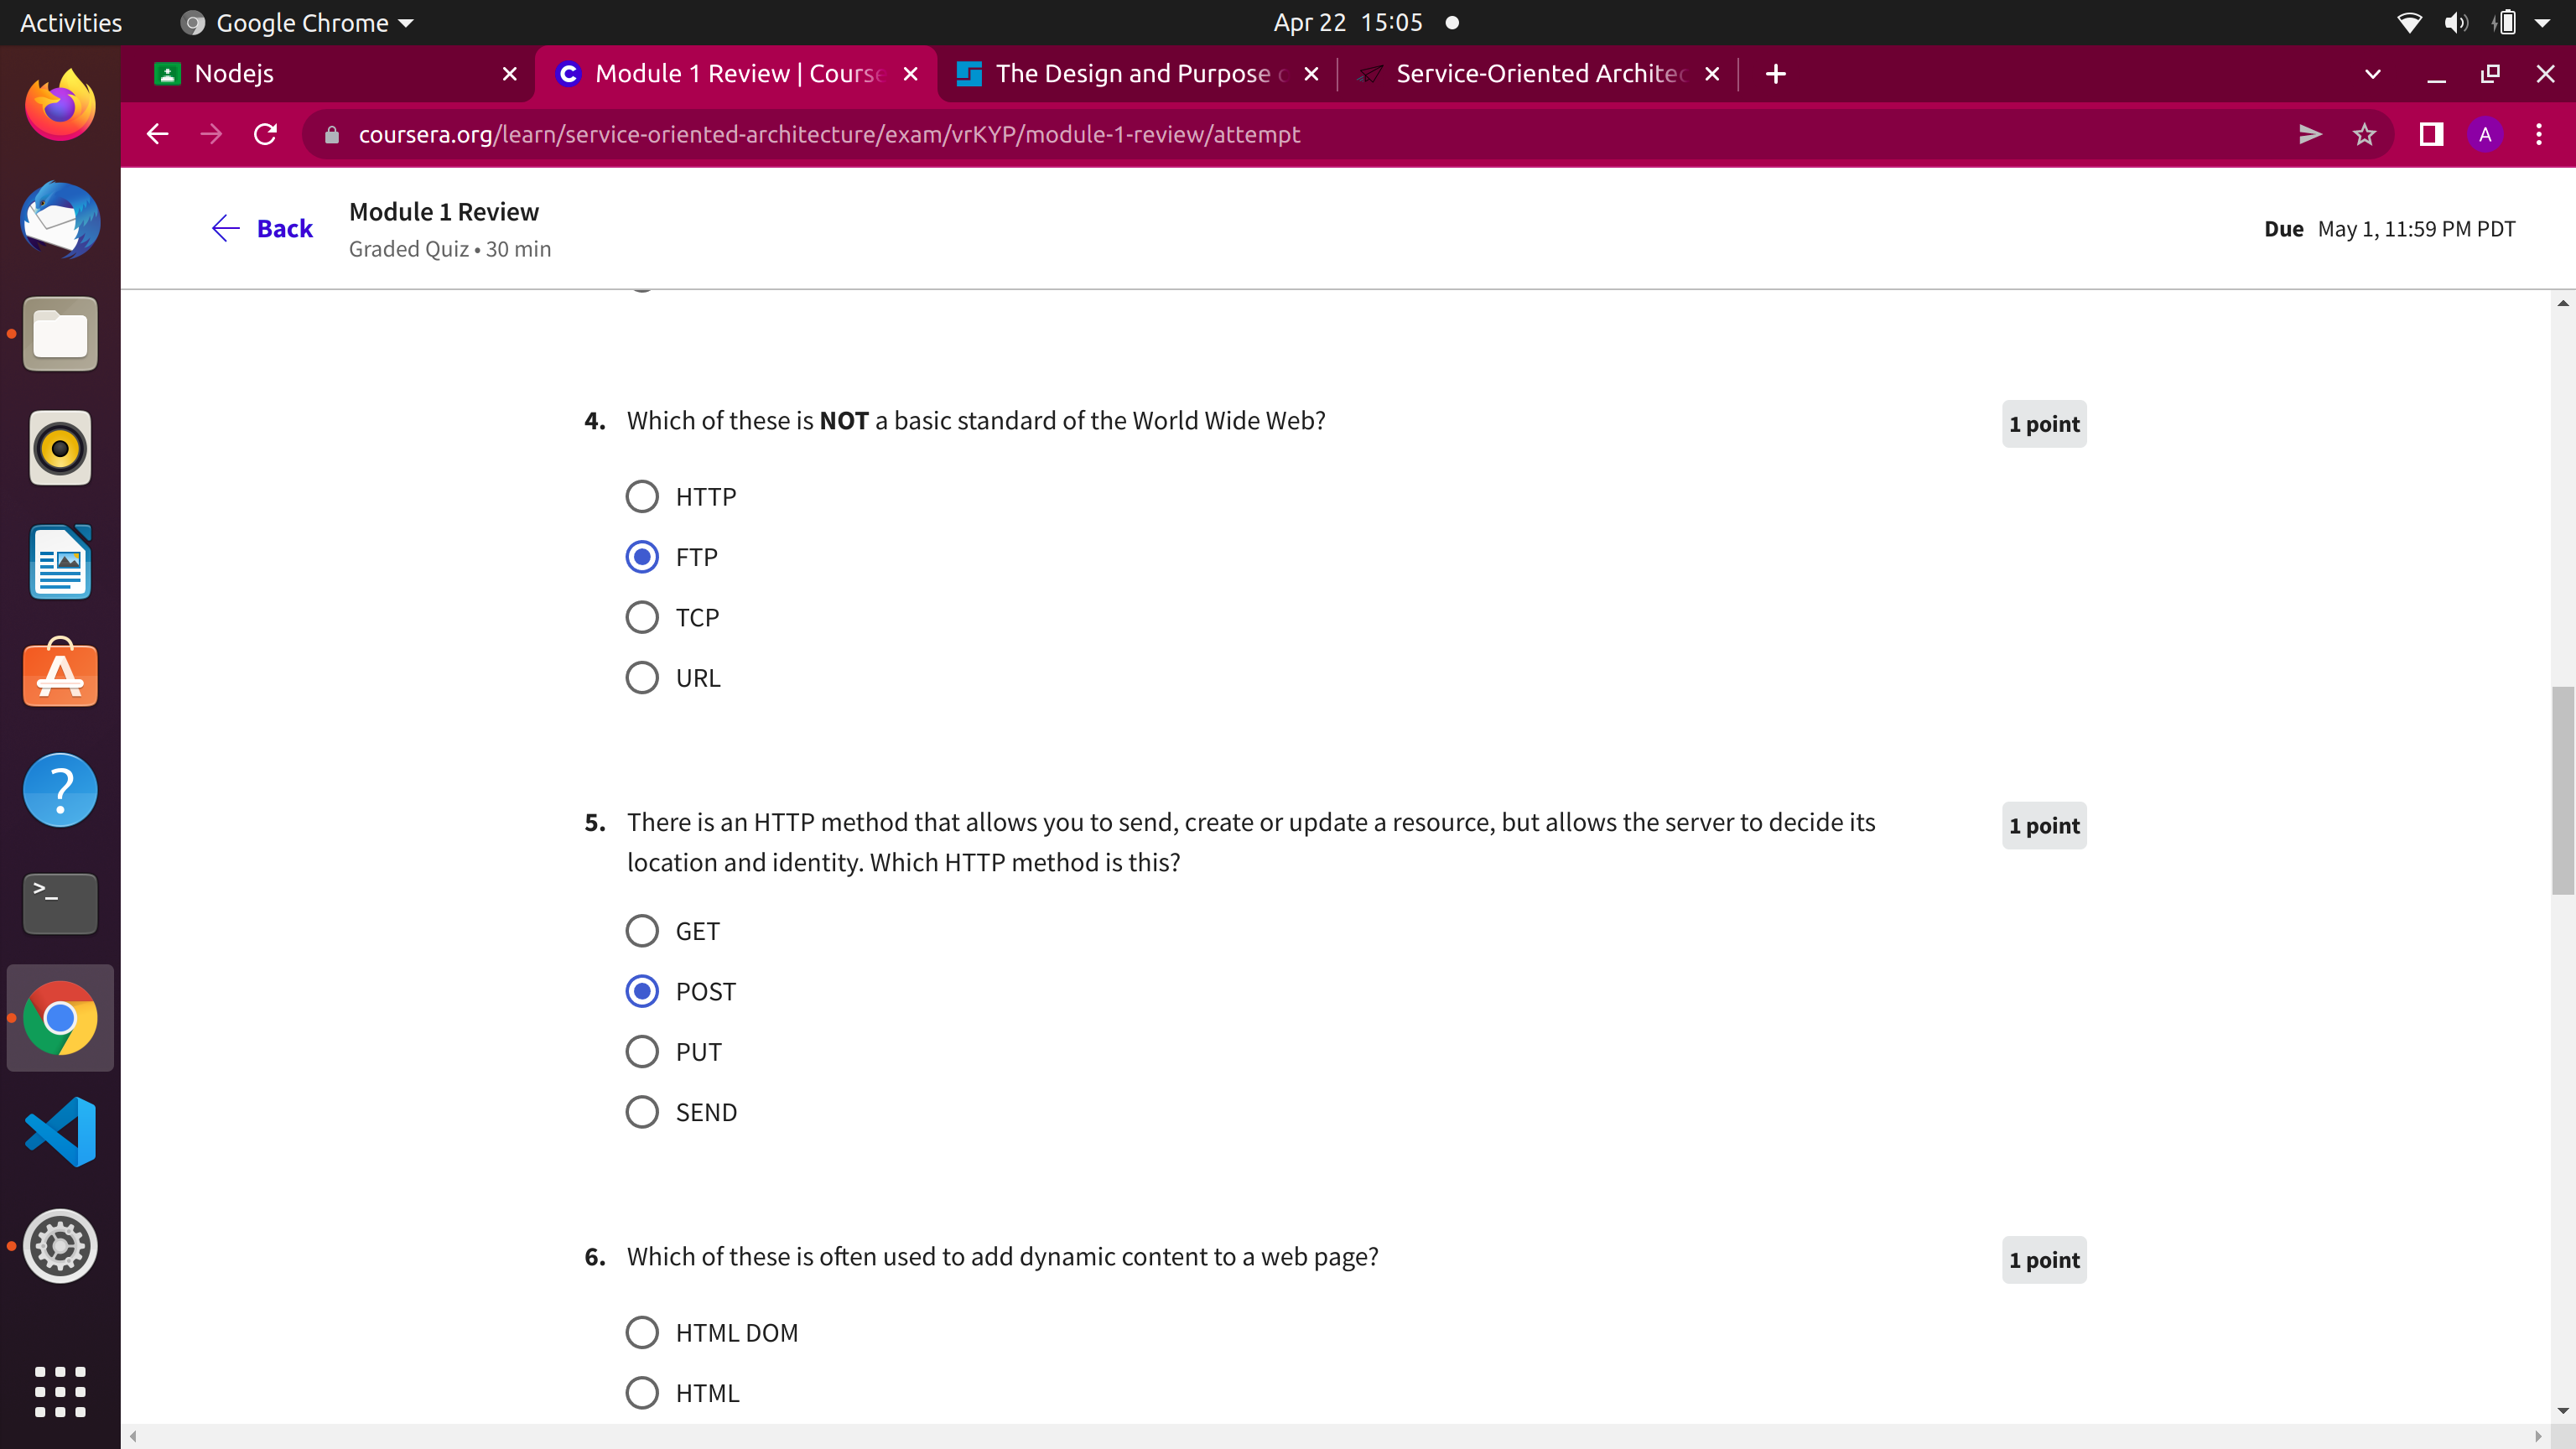 Activities
Google Chrome
Apr 22 15:05
Nodejs
Module 1 Review | Course
The Design and Purpose o
Service-Oriented Architec
coursera.org/learn/service-oriented-architecture/exam/vrKYP/module-1-review/attempt
A
Back
Module 1 Review
Graded Quiz • 30 min
Due May 1, 11:59 PM PDT
4. Which of these is NOT a basic standard of the World Wide Web?
1 point
HTTP
FTP
TCP
URL
5. There is an HTTP method that allows you to send, create or update a resource, but allows the server to decide its
location and identity. Which HTTP method is this?
1 point
GET
POST
PUT
SEND
6. Which of these is often used to add dynamic content to a web page?
1 point
HTML DOM
HTML